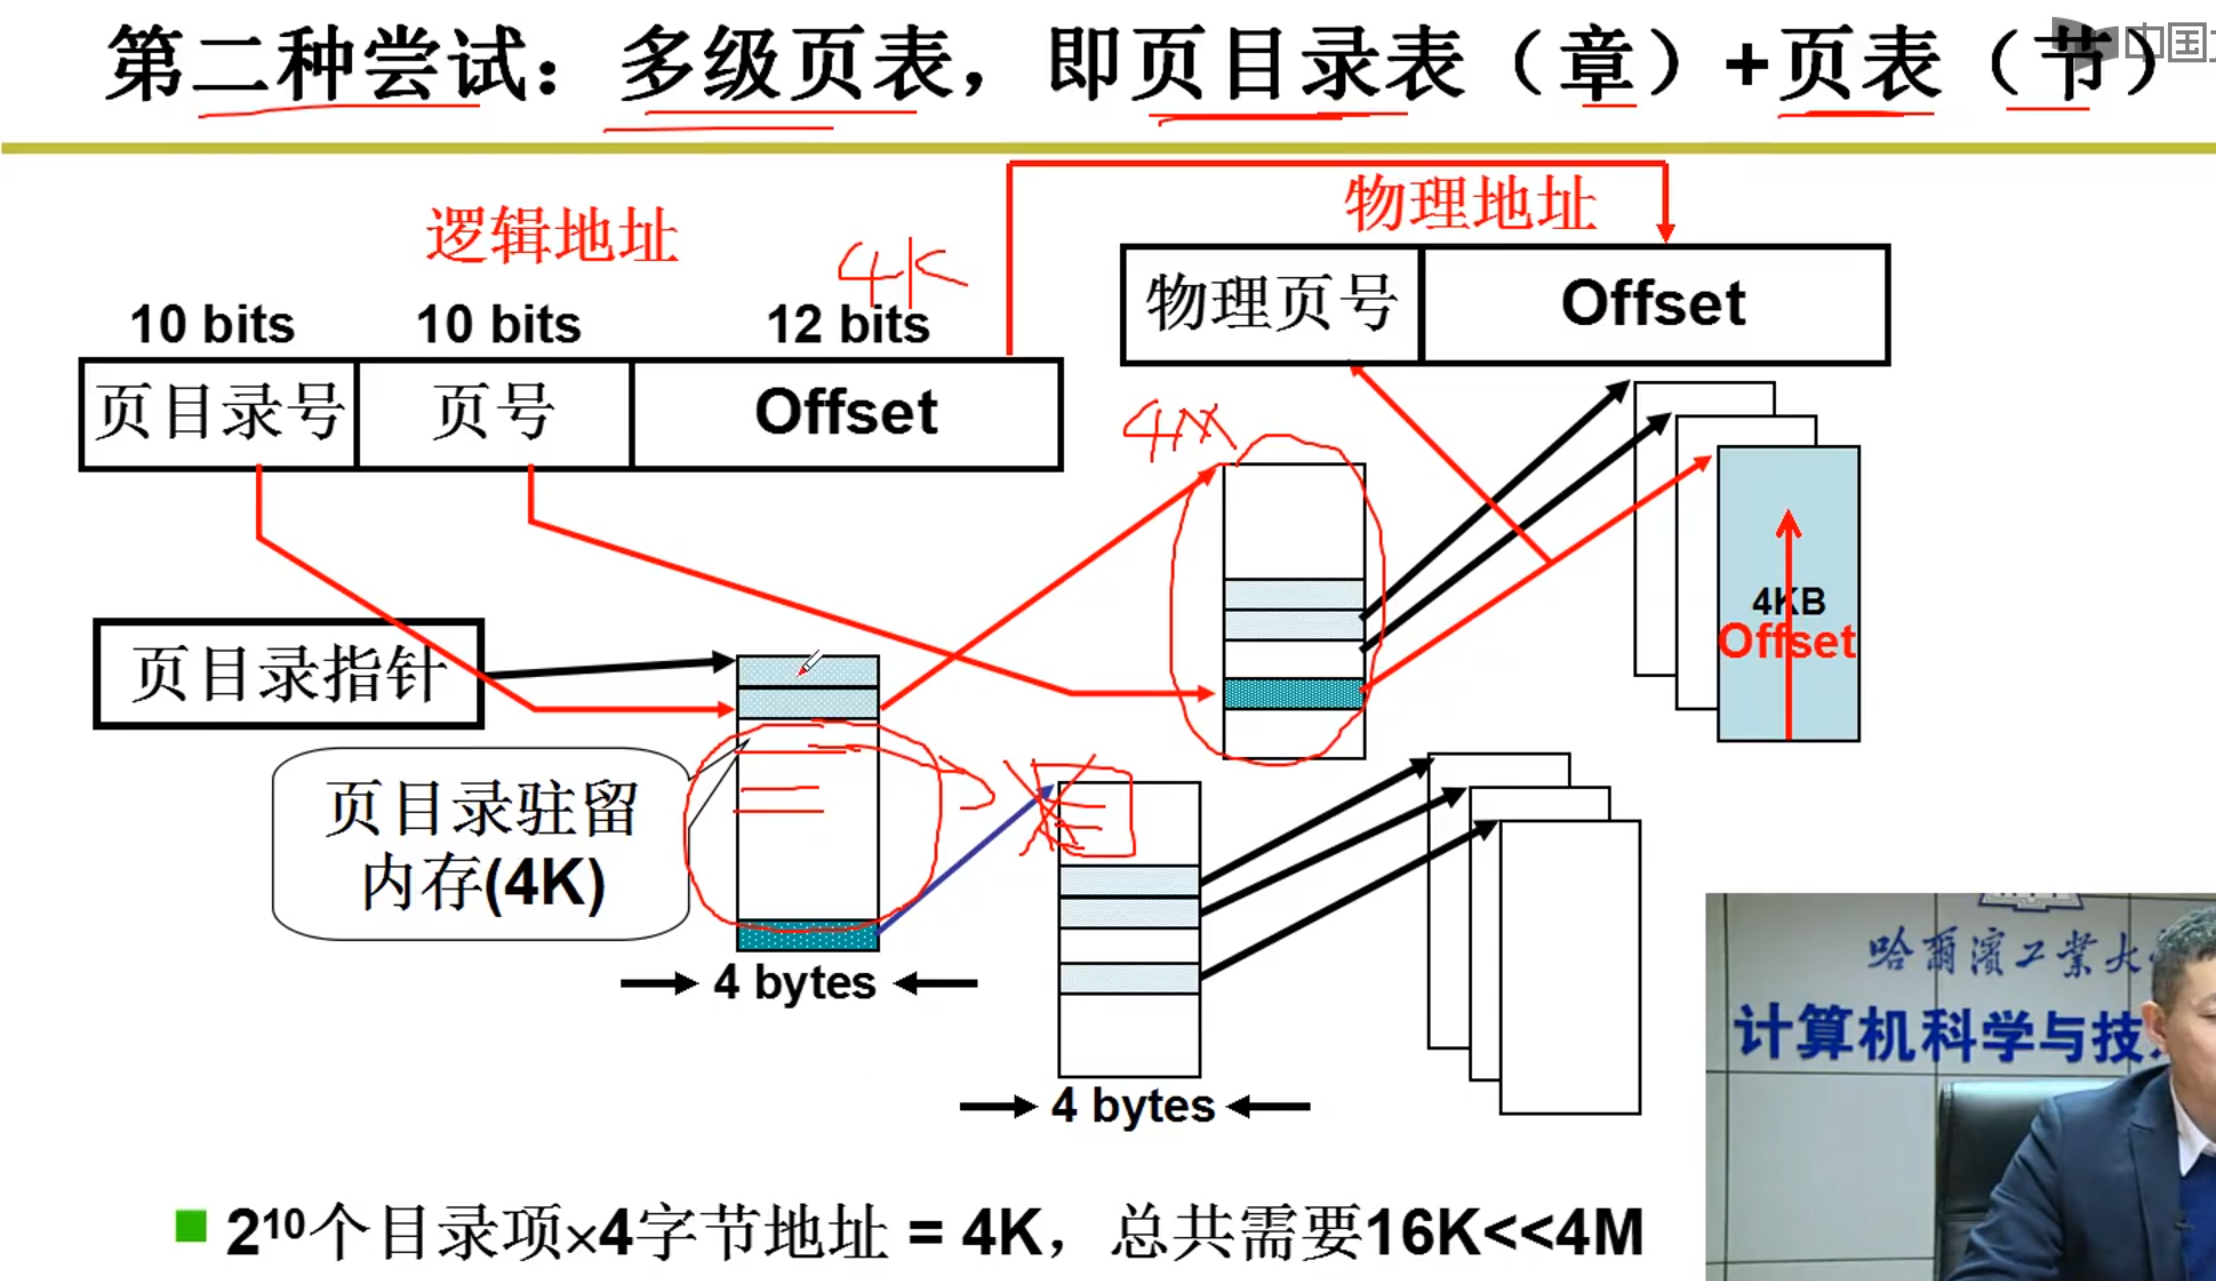 第二种尝试：多级页表，即页目录表（章）+页表（节）
中国
逻辑地址
4K
物理地址
10 bits
10 bits
12 bits
页目录号
页号
Offset
物理页号
Offset
4M
页目录指针
4KB
Offset
页目录驻留
内存(4K)
4 bytes
4 bytes
哈爾濱工業大
计算机科学与技
2¹⁰个目录项×4字节地址 = 4K，总共需要16K<<4M